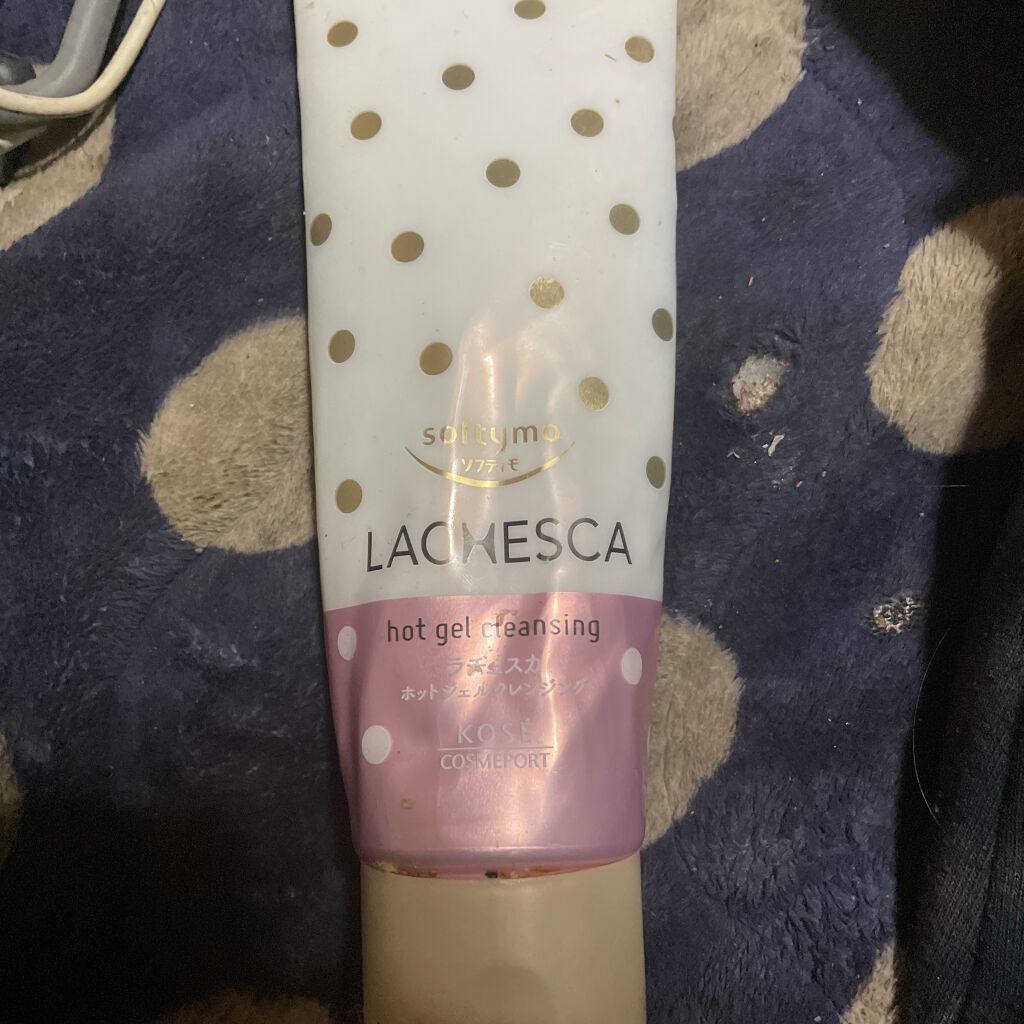 softymo
ソフティモ
LACHESCA
hot gel cleansing
ラチェスカ
ホットジェルクレンジング
KOSÉ
COSMEPORT